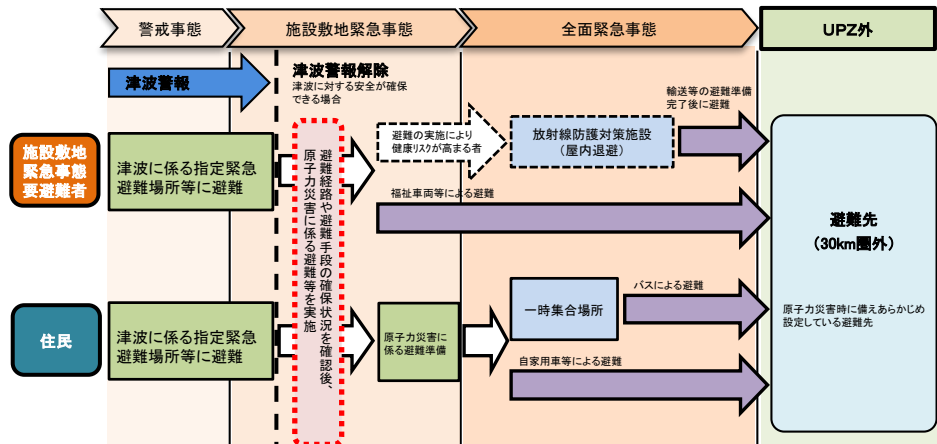 警戒事態
施設敷地緊急事態
全面緊急事態
UPZ外
津波警報
津波警報解除
津波に対する安全が確保
できる場合
施設敷地
緊急事態
要避難者
津波に係る指定緊急
避難場所等に避難
避難経路や避難手段の確保状況を確認後、
原子力災害に係る避難等を実施
避難の実施により
健康リスクが高まる者
放射線防護対策施設
(屋内退避)
輸送等の避難準備
完了後に避難
福祉車両等による避難
避難先
(30km圏外)
原子力災害時に備えあらかじめ
設定している避難先
住民
津波に係る指定緊急
避難場所等に避難
原子力災害に
係る避難準備
一時集合場所
バスによる避難
自家用車等による避難